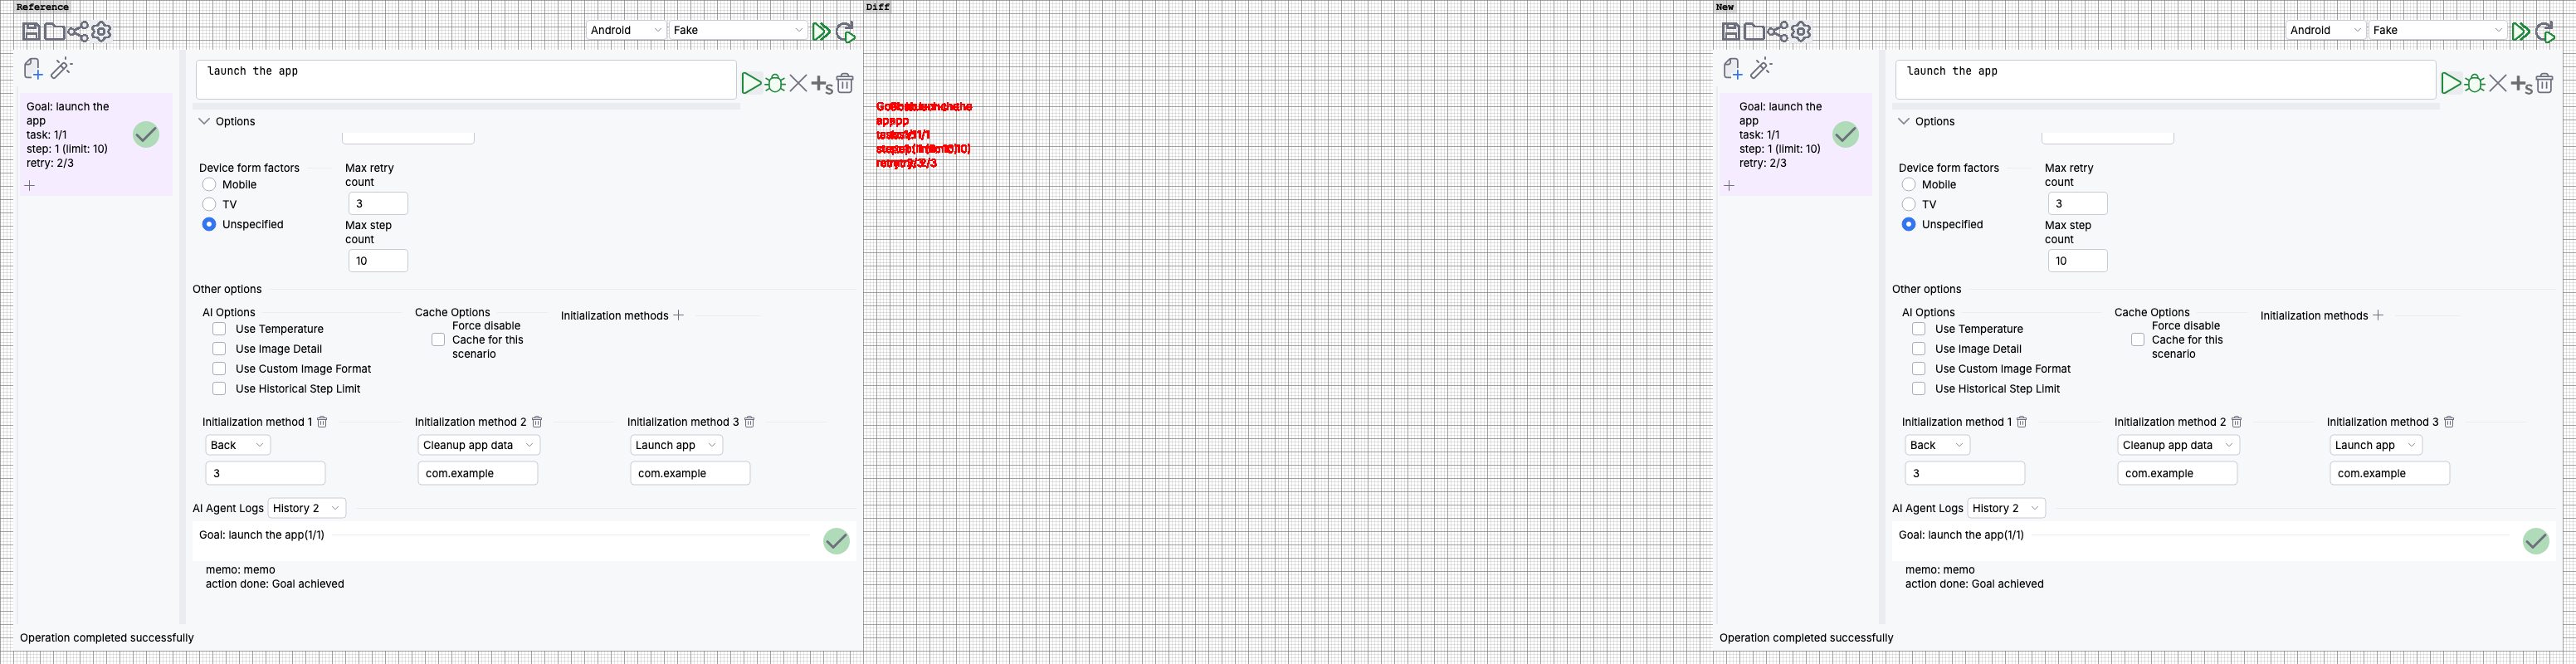 Reference
Android
Fake
launch the app
Goal: launch the
app
task: 1/1
step: 1 (limit: 10)
retry: 2/3
Options
Device form factors
Mobile
TV
Unspecified
Max retry
count
3
Max step
count
10
Other options
AI Options
Use Temperature
Use Image Detail
Use Custom Image Format
Use Historical Step Limit
Cache Options
Force disable
Cache for this
scenario
Initialization methods
Initialization method 1
Back
3
Initialization method 2
Cleanup app data
com.example
Initialization method 3
Launch app
com.example
AI Agent Logs
History 2
Goal: launch the app(1/1)
memo: memo
action done: Goal achieved
Operation completed successfully
Diff
New
Android
Fake
launch the app
Goal: launch the
app
task: 1/1
step: 1 (limit: 10)
retry: 2/3
Options
Device form factors
Mobile
TV
Unspecified
Max retry
count
3
Max step
count
10
Other options
AI Options
Use Temperature
Use Image Detail
Use Custom Image Format
Use Historical Step Limit
Cache Options
Force disable
Cache for this
scenario
Initialization methods
Initialization method 1
Back
3
Initialization method 2
Cleanup app data
com.example
Initialization method 3
Launch app
com.example
AI Agent Logs
History 2
Goal: launch the app(1/1)
memo: memo
action done: Goal achieved
Operation completed successfully